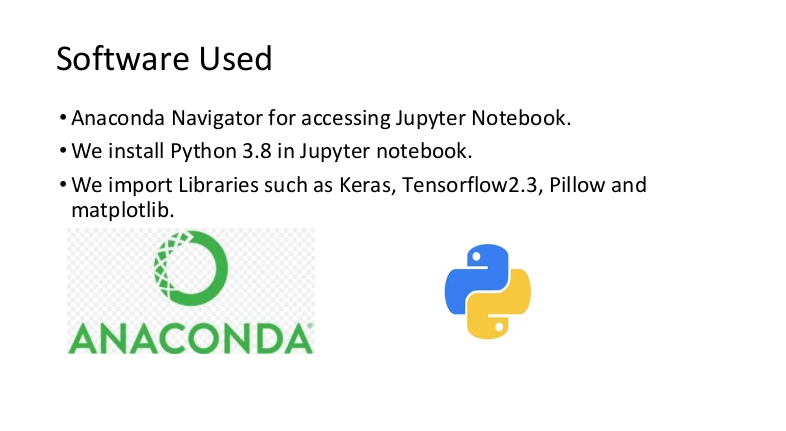 Software Used
• Anaconda Navigator for accessing Jupyter Notebook.
• We install Python 3.8 in Jupyter notebook.
• We import Libraries such as Keras, Tensorflow2.3, Pillow and
matplotlib.
ANACONDA